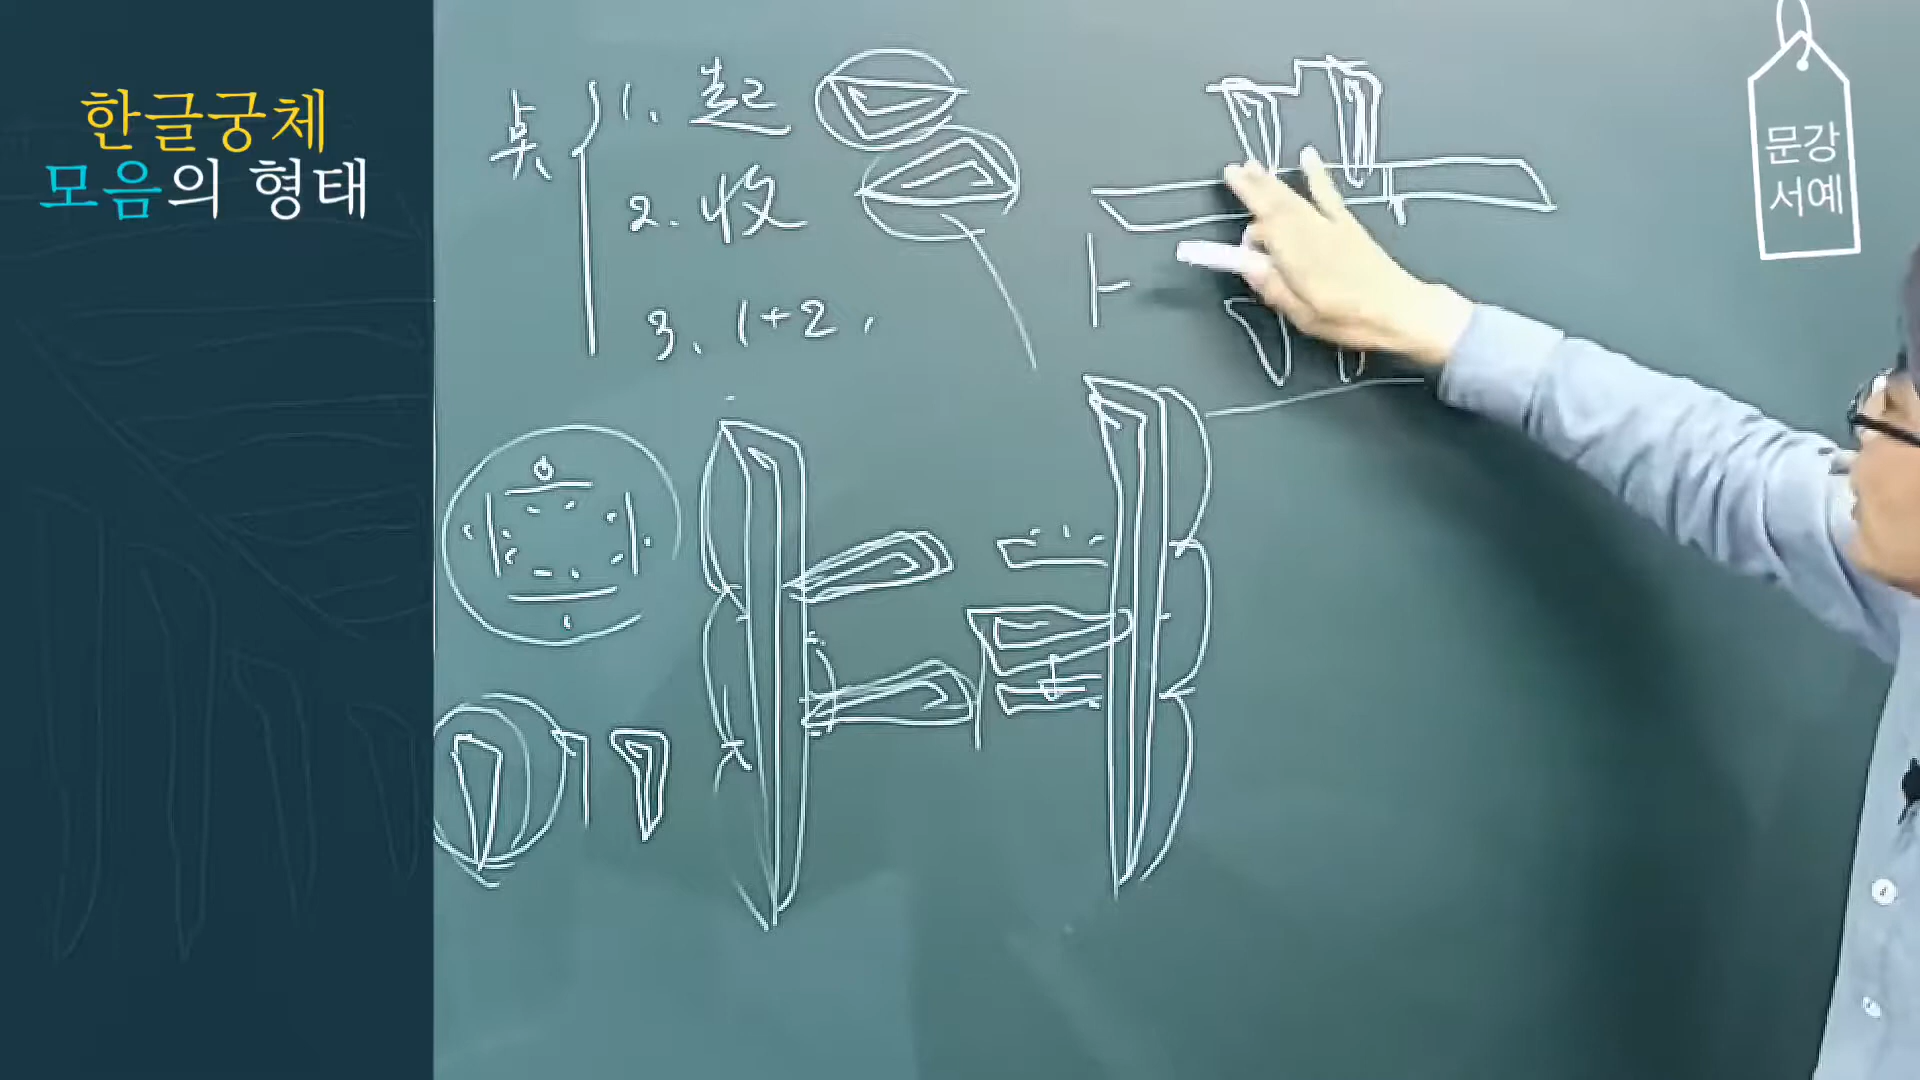 한글궁체
모음의 형태
点
1. 起
2. 收
3. 1+2.
ㅏ
문강
서예